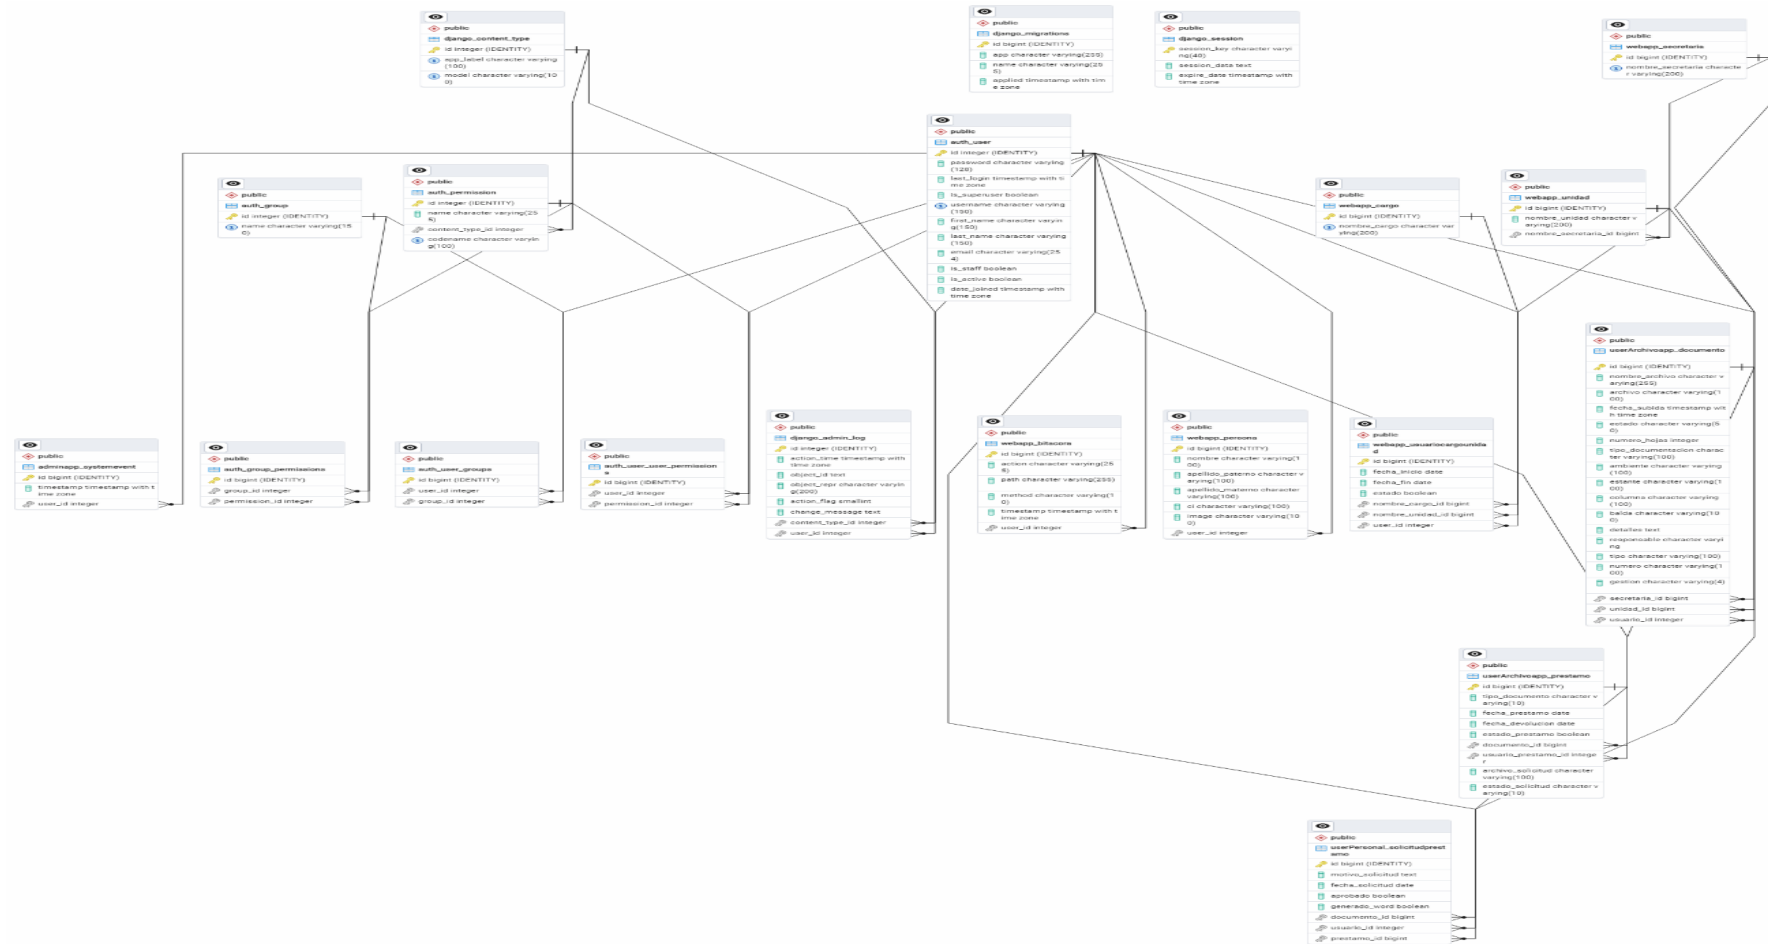 public
django_content_type
id integer (IDENTITY)
app_label character varying
(100)
model character varying(10
0)
public
django_migrations
id bigint (IDENTITY)
app character varying(255)
name character varying(25
5)
applied timestamp with tim
e zone
public
django_session
session_key character varyi
ng(40)
session_data text
expire_date timestamp with
time zone
public
webapp_secretaria
id bigint (IDENTITY)
nombre_secretaria characte
r varying(200)
public
auth_group
id integer (IDENTITY)
name character varying(15
0)
public
auth_permission
id integer (IDENTITY)
name character varying(25
5)
content_type_id integer
codename character varyin
g(100)
public
auth_user
id integer (IDENTITY)
password character varying
(128)
last_login timestamp with ti
me zone
is_superuser boolean
username character varying
(150)
first_name character varyin
g(150)
last_name character varying
(150)
email character varying(25
4)
is_staff boolean
is_active boolean
date_joined timestamp with
time zone
public
webapp_cargo
id bigint (IDENTITY)
nombre_cargo character var
ying(200)
public
webapp_unidad
id bigint (IDENTITY)
nombre_unidad character v
arying(200)
nombre_secretaria_id bigint
public
userArchivoapp_documento
id bigint (IDENTITY)
nombre_archivo character v
arying(255)
archivo character varying(1
00)
fecha_subida timestamp wit
h time zone
estado character varying(5
0)
numero_hojas integer
tipo_documentacion charac
ter varying(100)
ambiente character varying
(100)
estante character varying(1
00)
columna character varying
(100)
balda character varying(10
0)
detalles text
responsable character varyi
ng
tipo character varying(100)
numero character varying(1
00)
gestion character varying(4)
secretaria_id bigint
unidad_id bigint
usuario_id integer
public
adminapp_systemevent
id bigint (IDENTITY)
timestamp timestamp with t
ime zone
user_id integer
public
auth_group_permissions
id bigint (IDENTITY)
group_id integer
permission_id integer
public
auth_user_groups
id bigint (IDENTITY)
user_id integer
group_id integer
public
auth_user_user_permission
s
id bigint (IDENTITY)
user_id integer
permission_id integer
public
django_admin_log
id integer (IDENTITY)
action_time timestamp with
time zone
object_id text
object_repr character varyin
g(200)
action_flag smallint
change_message text
content_type_id integer
user_id integer
public
webapp_bitacora
id bigint (IDENTITY)
action character varying(25
5)
path character varying(255)
method character varying(1
0)
timestamp timestamp with t
ime zone
user_id integer
public
webapp_persona
id bigint (IDENTITY)
nombre character varying(1
00)
apellido_paterno character v
arying(100)
apellido_materno character
varying(100)
ci character varying(100)
image character varying(10
0)
user_id integer
public
webapp_usuariocargounida
d
id bigint (IDENTITY)
fecha_inicio date
fecha_fin date
estado boolean
nombre_cargo_id bigint
nombre_unidad_id bigint
user_id integer
public
userArchivoapp_prestamo
id bigint (IDENTITY)
tipo_documento character v
arying(10)
fecha_prestamo date
fecha_devolucion date
estado_prestamo boolean
documento_id bigint
usuario_prestamo_id intege
r
archivo_solicitud character
varying(100)
estado_solicitud character v
arying(10)
public
userPersonal_solicitudprest
amo
id bigint (IDENTITY)
motivo_solicitud text
fecha_solicitud date
aprobado boolean
generado_word boolean
documento_id bigint
usuario_id integer
prestamo_id bigint